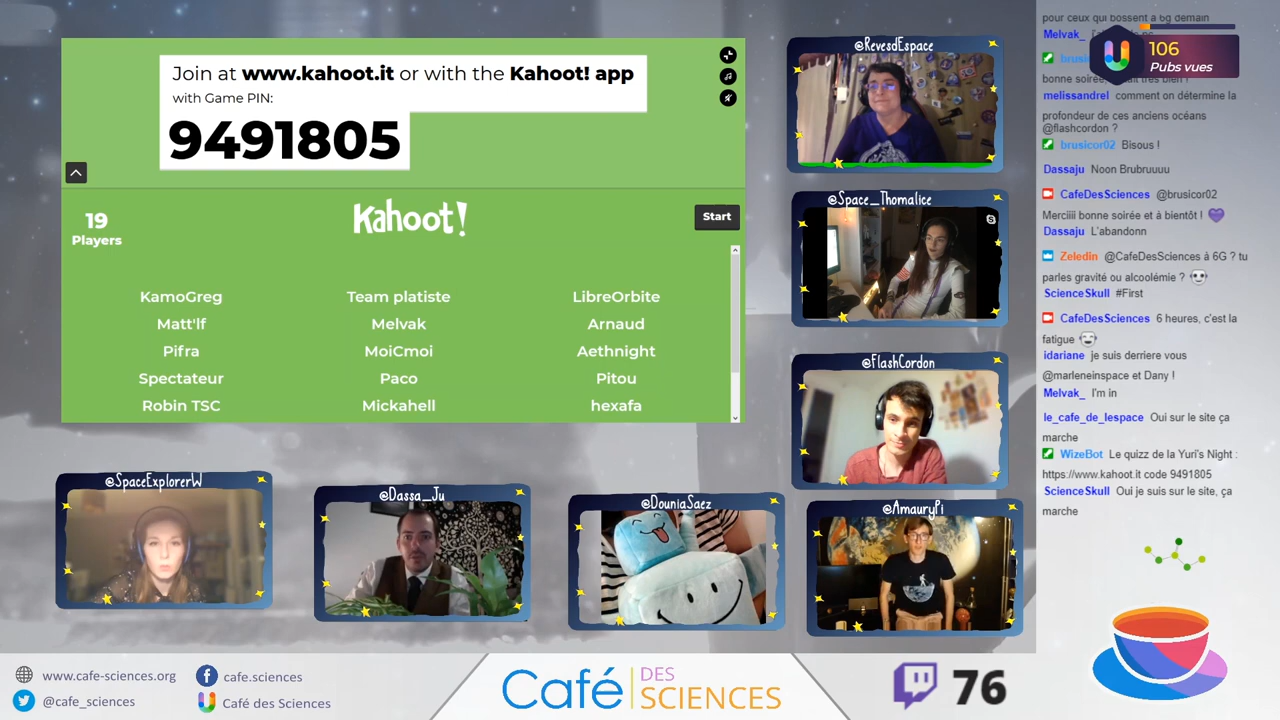 Join at www.kahoot.it or with the Kahoot! app
with Game PIN:
9491805
19
Players
Kahoot!
Start
KamoGreg
Team platiste
LibreOrbite
Matt'lf
Melvak
Arnaud
Pifra
MoiCmoi
Aethnight
Spectateur
Paco
Pitou
Robin TSC
Mickahell
hexafa
@RevesdEspace
@Space_Thomalice
@FlashCordon
@SpaceExplorerW
@Dassa_Ju
@DouniaSaez
@AmauryPi
pour ceux qui bossent à 6g demain
Melvak_
106
Pubs vues
melissandrel comment on détermine la
profondeur de ces anciens océans
@flashcordon ?
brusicor02 Bisous !
Dassaju Noon Brubruuuu
CafeDesSciences @brusicor02
Merciiii bonne soirée et à bientôt !
Dassaju L'abandonn
Zeledin @CafeDesSciences à 6G ? tu
parles gravité ou alcoolémie ?
ScienceSkull #First
CafeDesSciences 6 heures, c'est la
fatigue
idariane je suis derriere vous
@marleneinspace et Dany !
Melvak_ I'm in
le_cafe_de_lespace Oui sur le site ça
marche
WizeBot Le quizz de la Yuri's Night :
https://www.kahoot.it code 9491805
ScienceSkull Oui je suis sur le site, ça
marche
www.cafe-sciences.org
cafe.sciences
@cafe_sciences
Café des Sciences
Café DES SCIENCES
76